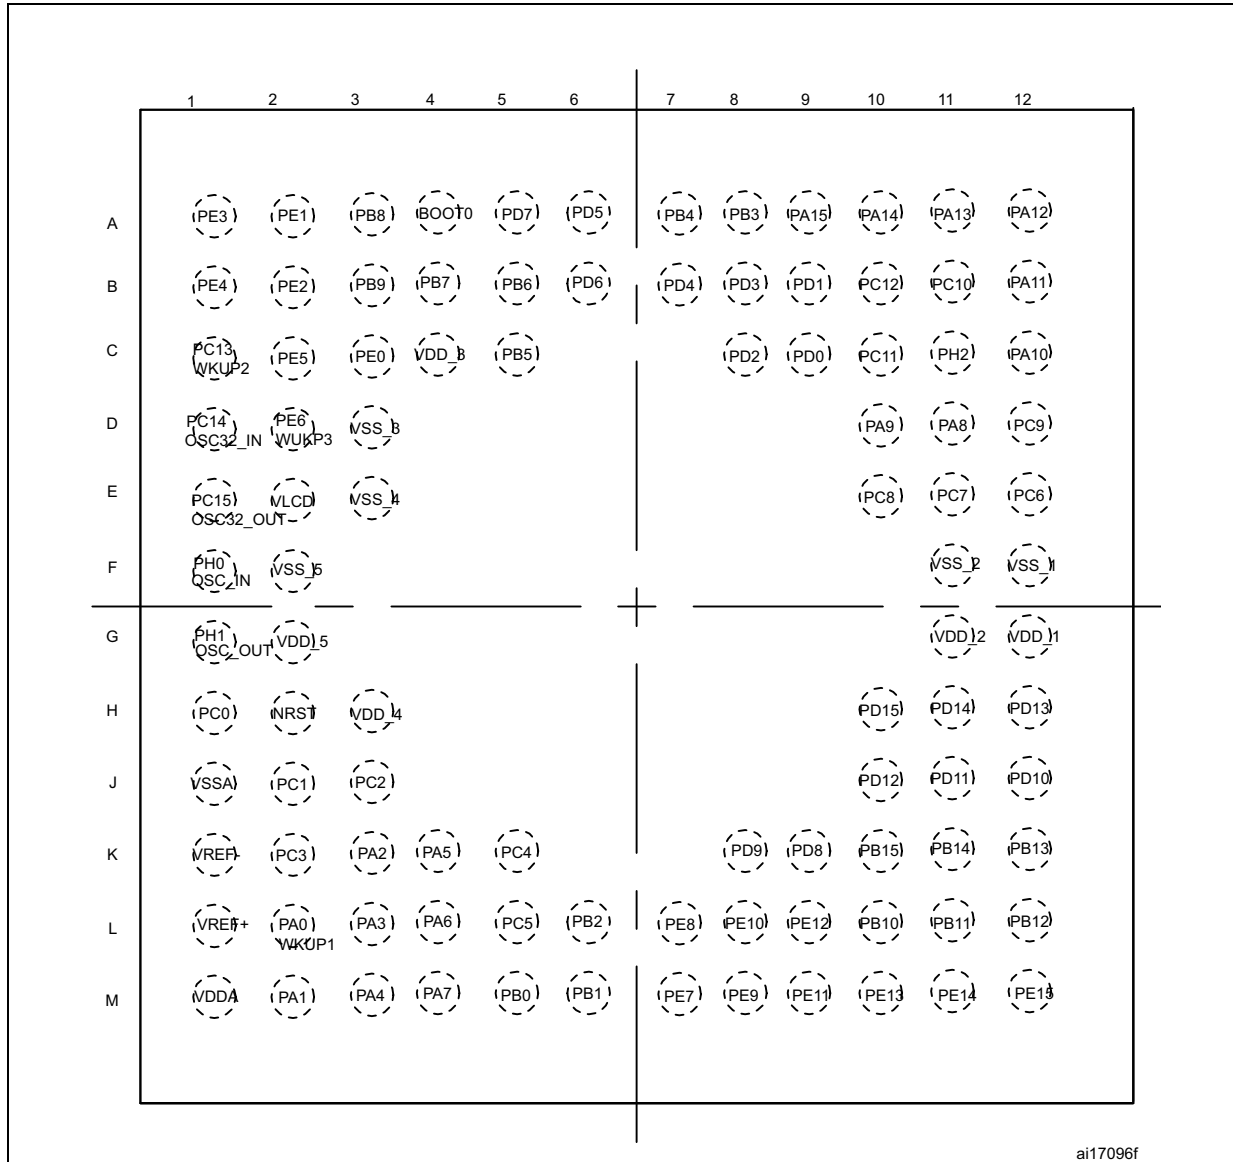 1 2 3 4 5 6 7 8 9 10 11 12
A PE3 PE1 PB8 BOOT0 PD7 PD5 PB4 PB3 PA15 PA14 PA13 PA12
B PE4 PE2 PB9 PB7 PB6 PD6 PD4 PD3 PD1 PC12 PC10 PA11
C PC13 PE5 PE0 VDD_3 PB5 PD2 PD0 PC11 PH2 PA10
WKUP2
D PC14 PE6 VSS_3 PA9 PA8 PC9
OSC32_IN WUKP3
E PC15 VLCD VSS_4 PC8 PC7 PC6
OSC32_OUT
F PH0 VSS_5 VSS_2 VSS_1
OSC_IN
G PH1 VDD_5 VDD_2 VDD_1
OSC_OUT
H PC0 NRST VDD_4 PD15 PD14 PD13
J VSSA PC1 PC2 PD12 PD11 PD10
K VREF- PC3 PA2 PA5 PC4 PD9 PD8 PB15 PB14 PB13
L VREF+ PA0 PA3 PA6 PC5 PB2 PE8 PE10 PE12 PB10 PB11 PB12
WKUP1
M VDDA PA1 PA4 PA7 PB0 PB1 PE7 PE9 PE11 PE13 PE14 PE15
ai17096f